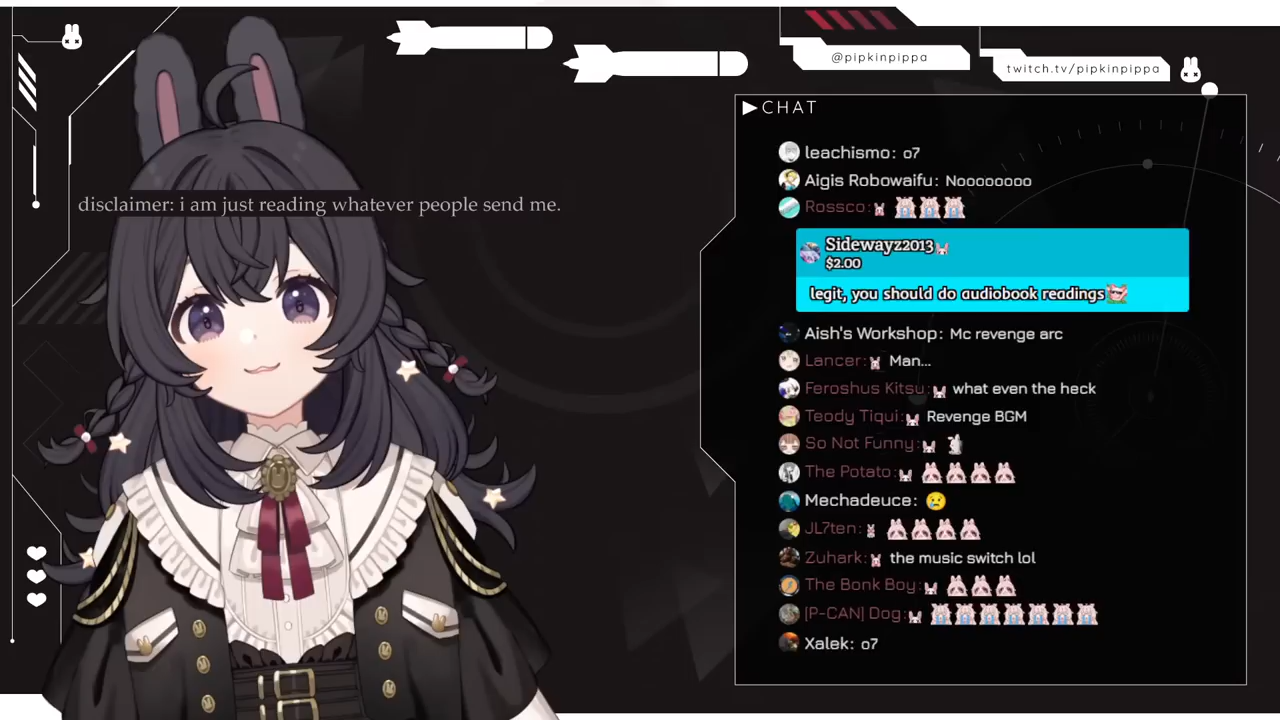 @pipkinpippa
twitch.tv/pipkinpippa
▶CHAT
leachismo: o7
Aigis Robowaifu: Noooooooo
Rossco:
disclaimer: i am just reading whatever people send me.
Sidewayz2013
$2.00
legit, you should do audiobook readings
Aish's Workshop: Mc revenge arc
Lancer: Man...
Feroshus Kitsu: what even the heck
Teody Tiqui: Revenge BGM
So Not Funny:
The Potato:
Mechadeuce: 😢
JL7ten:
Zuhark: the music switch lol
The Bonk Boy:
[P-CAN] Dog:
Xalek: o7